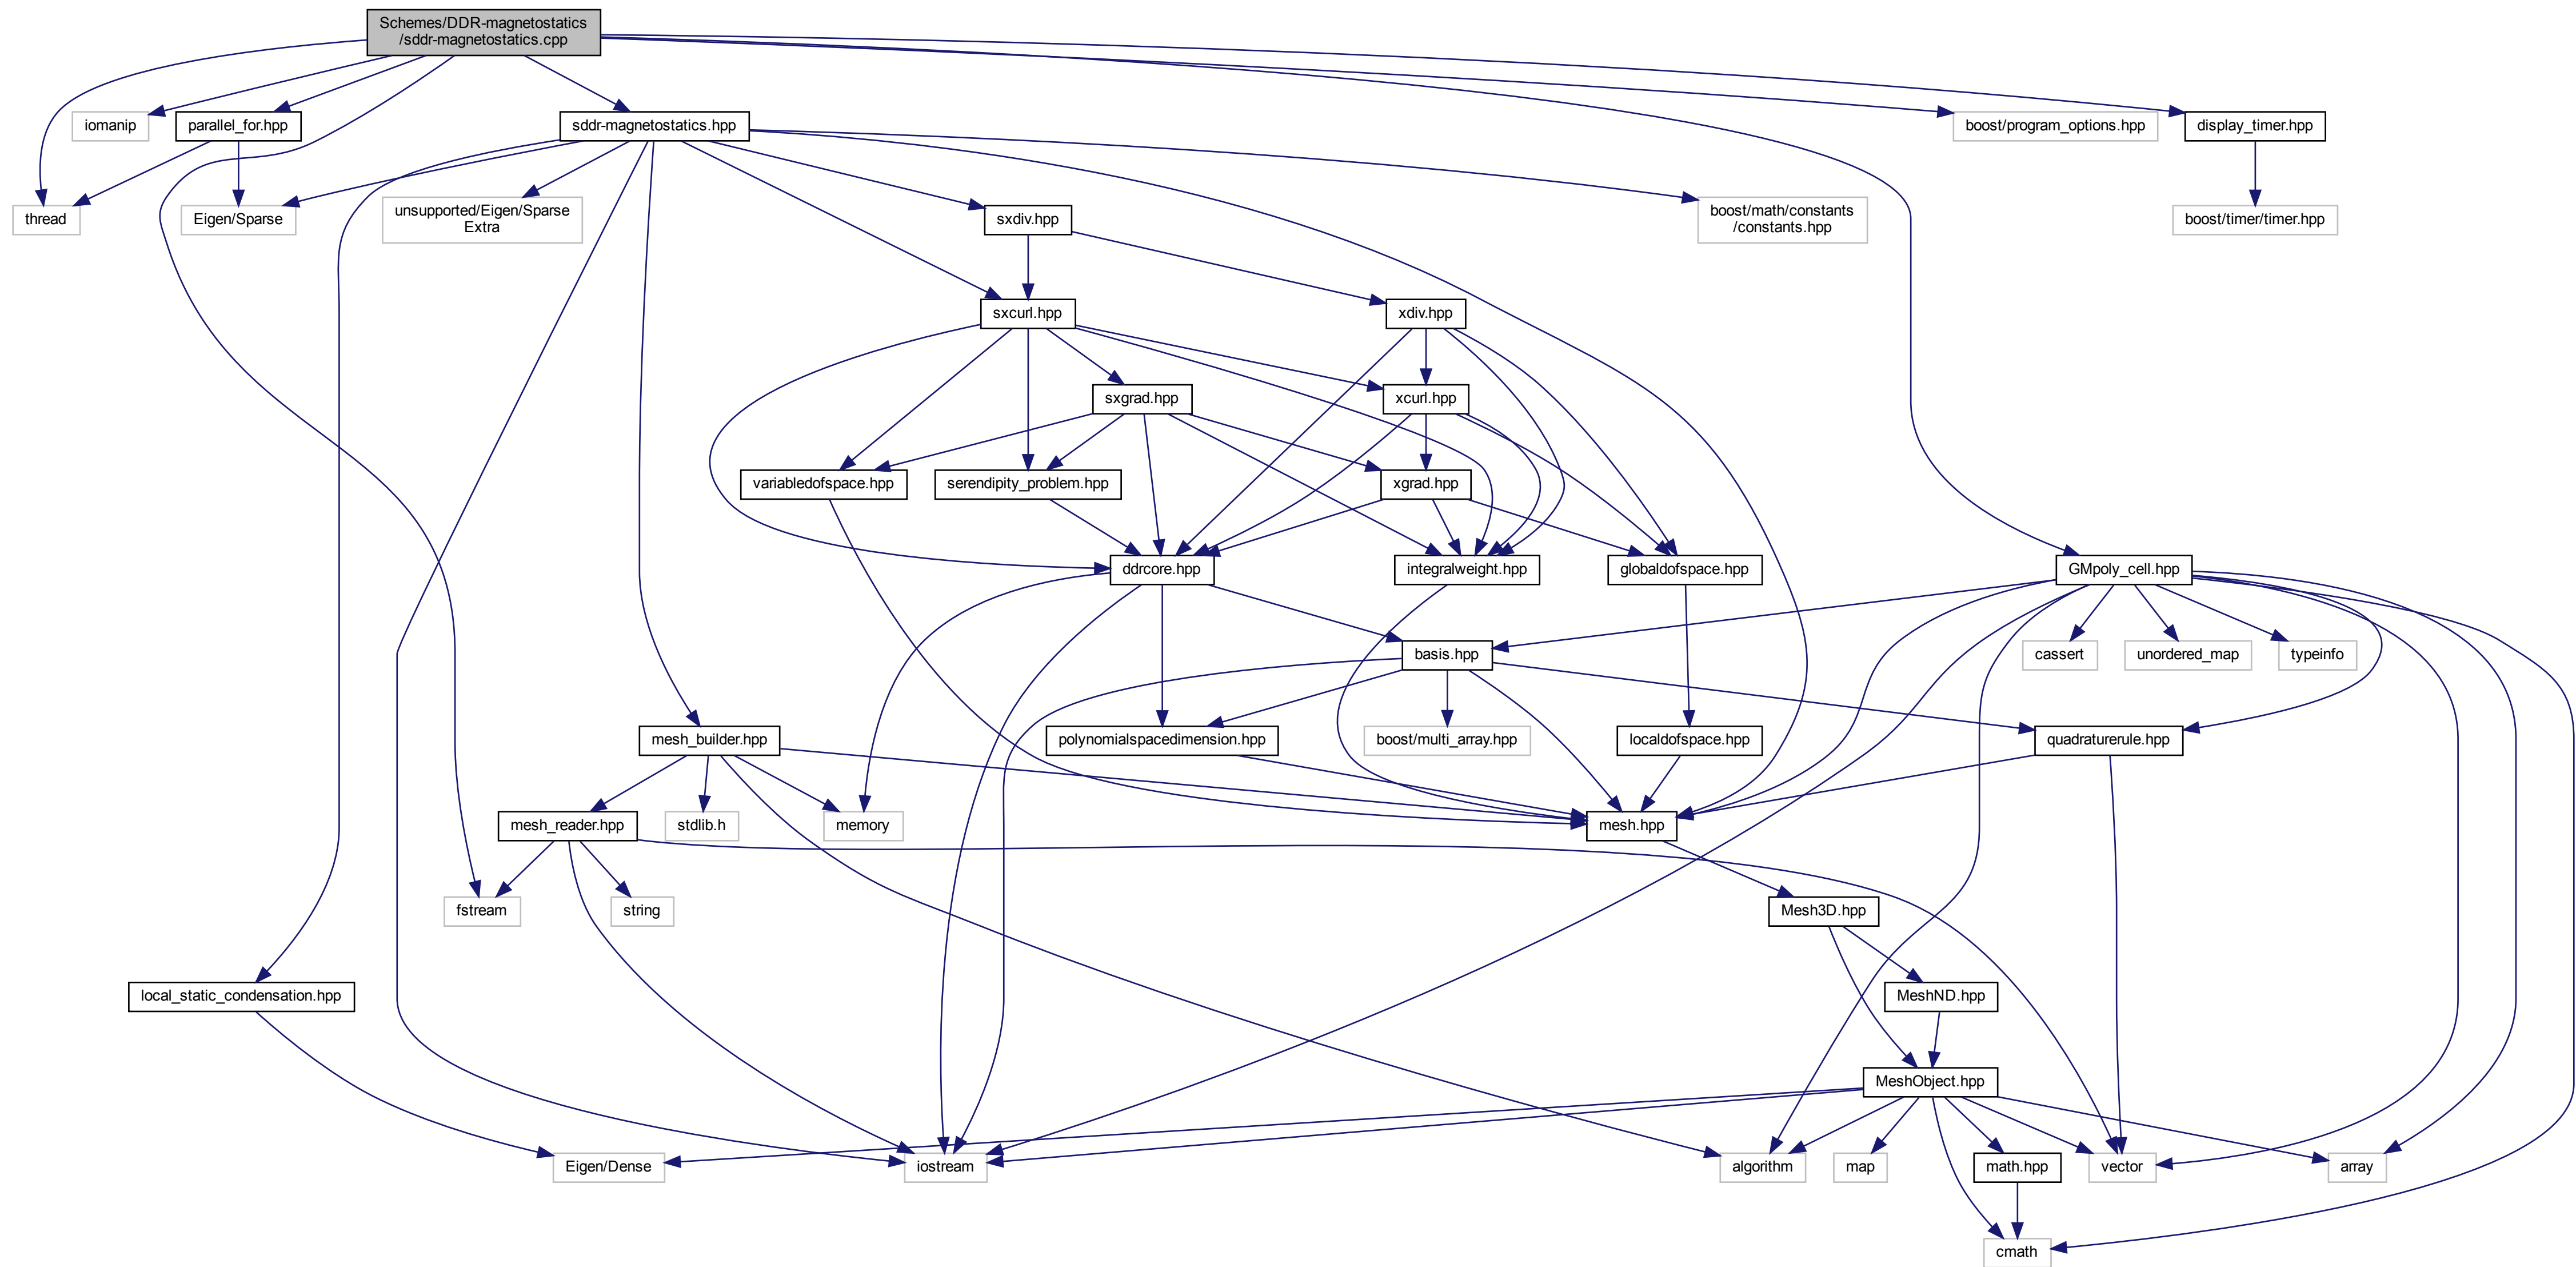 Schemes/DDR-magnetostatics
/sddr-magnetostatics.cpp
iomanip
parallel_for.hpp
sddr-magnetostatics.hpp
boost/program_options.hpp
display_timer.hpp
thread
Eigen/Sparse
unsupported/Eigen/Sparse
Extra
sxdiv.hpp
boost/math/constants
/constants.hpp
boost/timer/timer.hpp
sxcurl.hpp
xdiv.hpp
sxgrad.hpp
xcurl.hpp
variabledofspace.hpp
serendipity_problem.hpp
xgrad.hpp
ddrcore.hpp
integralweight.hpp
globaldofspace.hpp
GMpoly_cell.hpp
basis.hpp
cassert
unordered_map
typeinfo
mesh_builder.hpp
polynomialspacedimension.hpp
boost/multi_array.hpp
localdofspace.hpp
quadraturerule.hpp
mesh_reader.hpp
stdlib.h
memory
mesh.hpp
fstream
string
Mesh3D.hpp
local_static_condensation.hpp
MeshND.hpp
MeshObject.hpp
Eigen/Dense
iostream
algorithm
map
math.hpp
vector
array
cmath